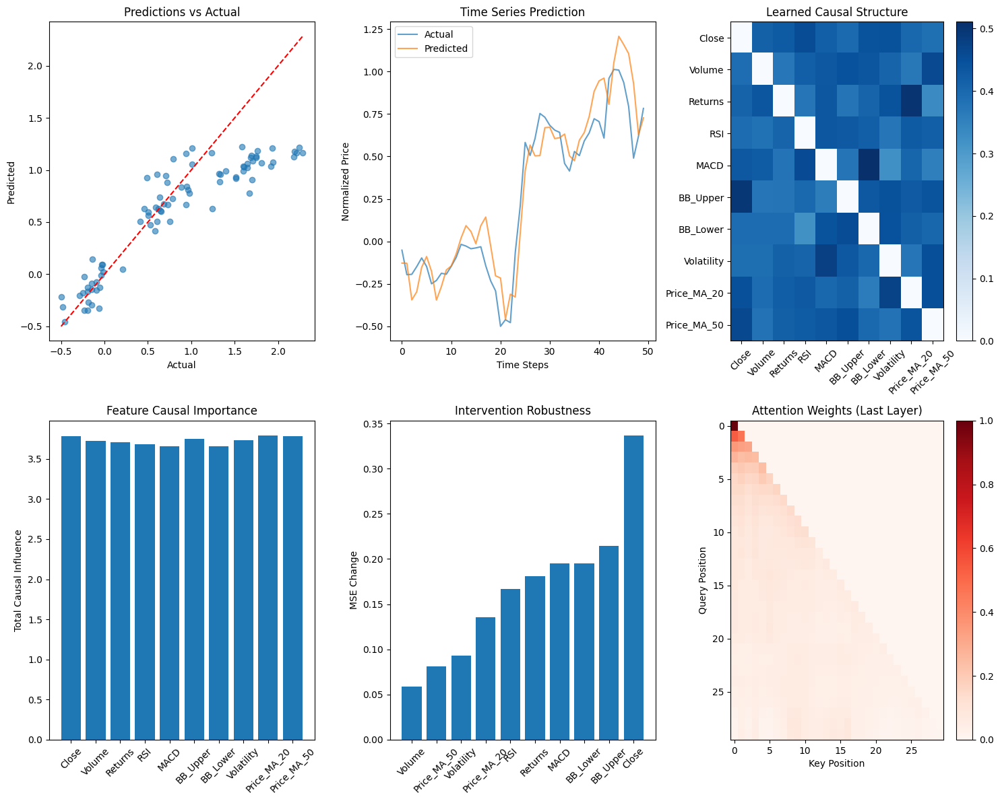 Predictions vs Actual
2.0
1.5
1.0
0.5
0.0
−0.5
Predicted
−0.5
0.0
0.5
1.0
1.5
2.0
Actual
Time Series Prediction
Actual
Predicted
1.25
1.00
0.75
0.50
0.25
0.00
−0.25
−0.50
Normalized Price
0
10
20
30
40
50
Time Steps
Learned Causal Structure
Close
Volume
Returns
RSI
MACD
BB_Upper
BB_Lower
Volatility
Price_MA_20
Price_MA_50
Close
Volume
Returns
RSI
MACD
BB_Upper
BB_Lower
Volatility
Price_MA_20
Price_MA_50
0.5
0.4
0.3
0.2
0.1
0.0
Feature Causal Importance
3.5
3.0
2.5
2.0
1.5
1.0
0.5
0.0
Total Causal Influence
Close
Volume
Returns
RSI
MACD
BB_Upper
BB_Lower
Volatility
Price_MA_20
Price_MA_50
Intervention Robustness
0.35
0.30
0.25
0.20
0.15
0.10
0.05
0.00
MSE Change
Volume
Price_MA_50
Volatility
Price_MA_20
RSI
Returns
MACD
BB_Lower
BB_Upper
Close
Attention Weights (Last Layer)
0
5
10
15
20
25
Query Position
0
5
10
15
20
25
Key Position
1.0
0.8
0.6
0.4
0.2
0.0